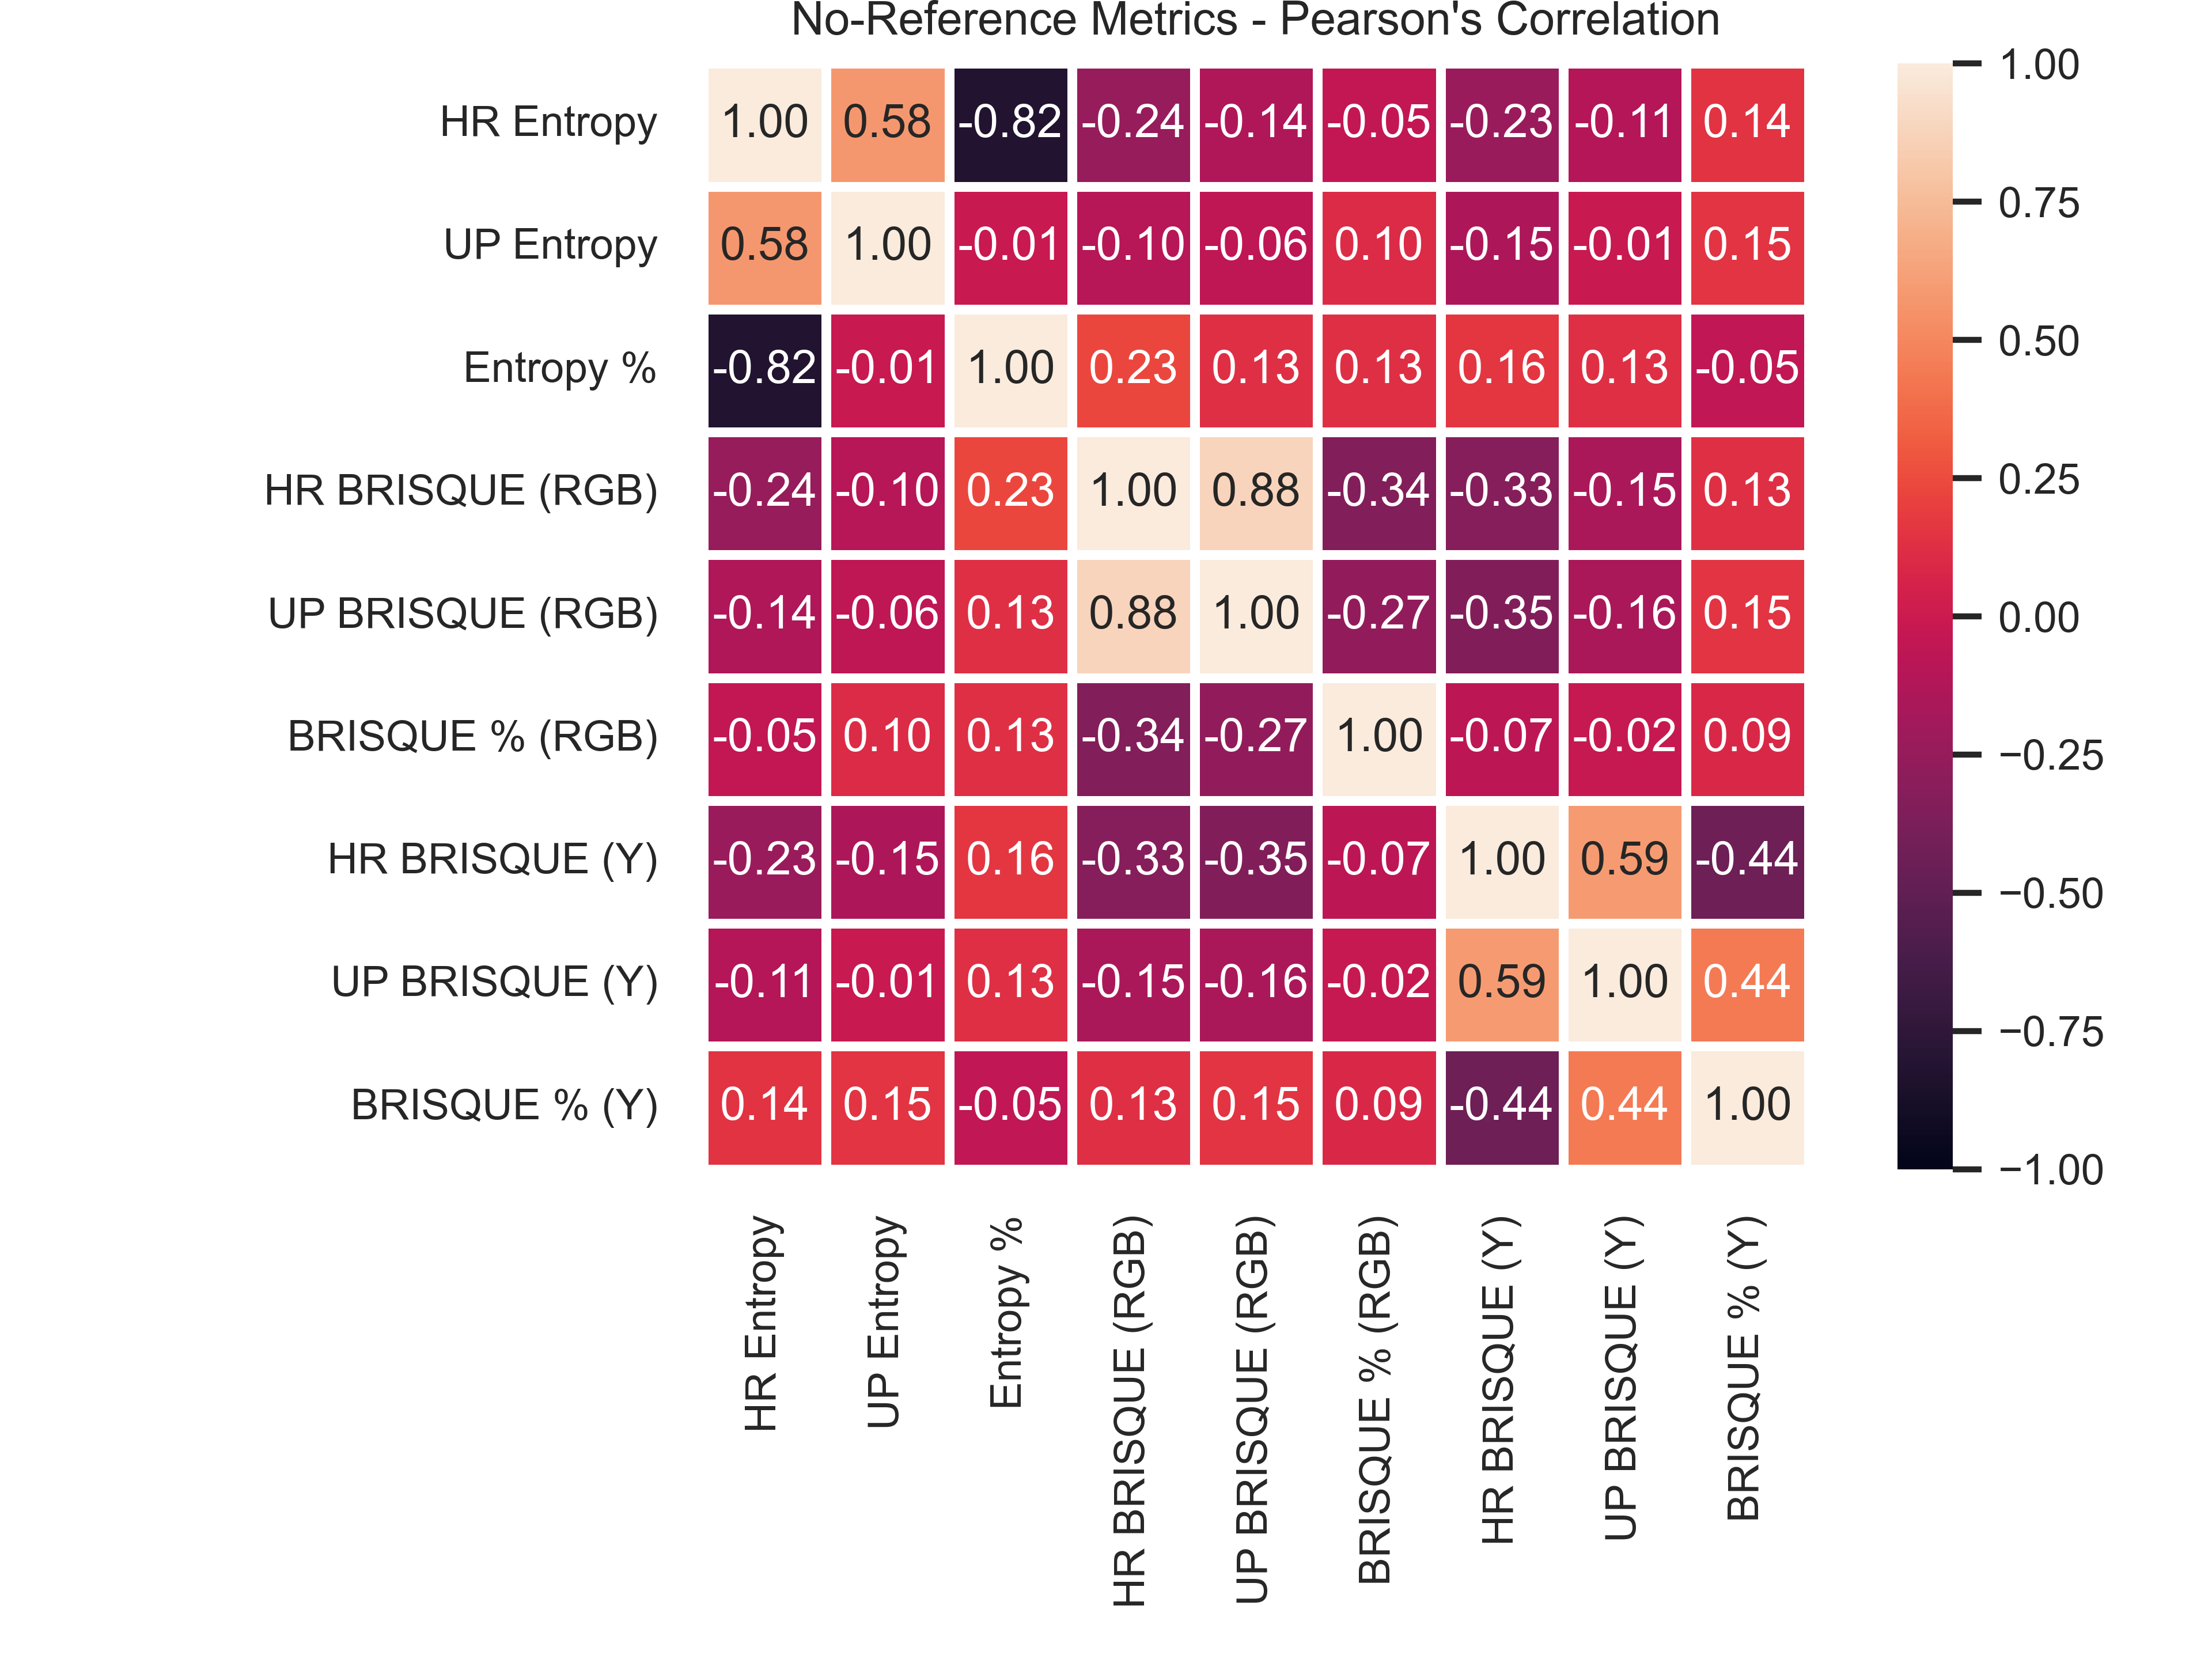 No-Reference Metrics - Pearson's Correlation
HR Entropy 1.00 0.58 -0.82 -0.24 -0.14 -0.05 -0.23 -0.11 0.14
UP Entropy 0.58 1.00 -0.01 -0.10 -0.06 0.10 -0.15 -0.01 0.15
Entropy % -0.82 -0.01 1.00 0.23 0.13 0.13 0.16 0.13 -0.05
HR BRISQUE (RGB) -0.24 -0.10 0.23 1.00 0.88 -0.34 -0.33 -0.15 0.13
UP BRISQUE (RGB) -0.14 -0.06 0.13 0.88 1.00 -0.27 -0.35 -0.16 0.15
BRISQUE % (RGB) -0.05 0.10 0.13 -0.34 -0.27 1.00 -0.07 -0.02 0.09
HR BRISQUE (Y) -0.23 -0.15 0.16 -0.33 -0.35 -0.07 1.00 0.59 -0.44
UP BRISQUE (Y) -0.11 -0.01 0.13 -0.15 -0.16 -0.02 0.59 1.00 0.44
BRISQUE % (Y) 0.14 0.15 -0.05 0.13 0.15 0.09 -0.44 0.44 1.00
HR Entropy
UP Entropy
Entropy %
HR BRISQUE (RGB)
UP BRISQUE (RGB)
BRISQUE % (RGB)
HR BRISQUE (Y)
UP BRISQUE (Y)
BRISQUE % (Y)
1.00
0.75
0.50
0.25
0.00
−0.25
−0.50
−0.75
−1.00